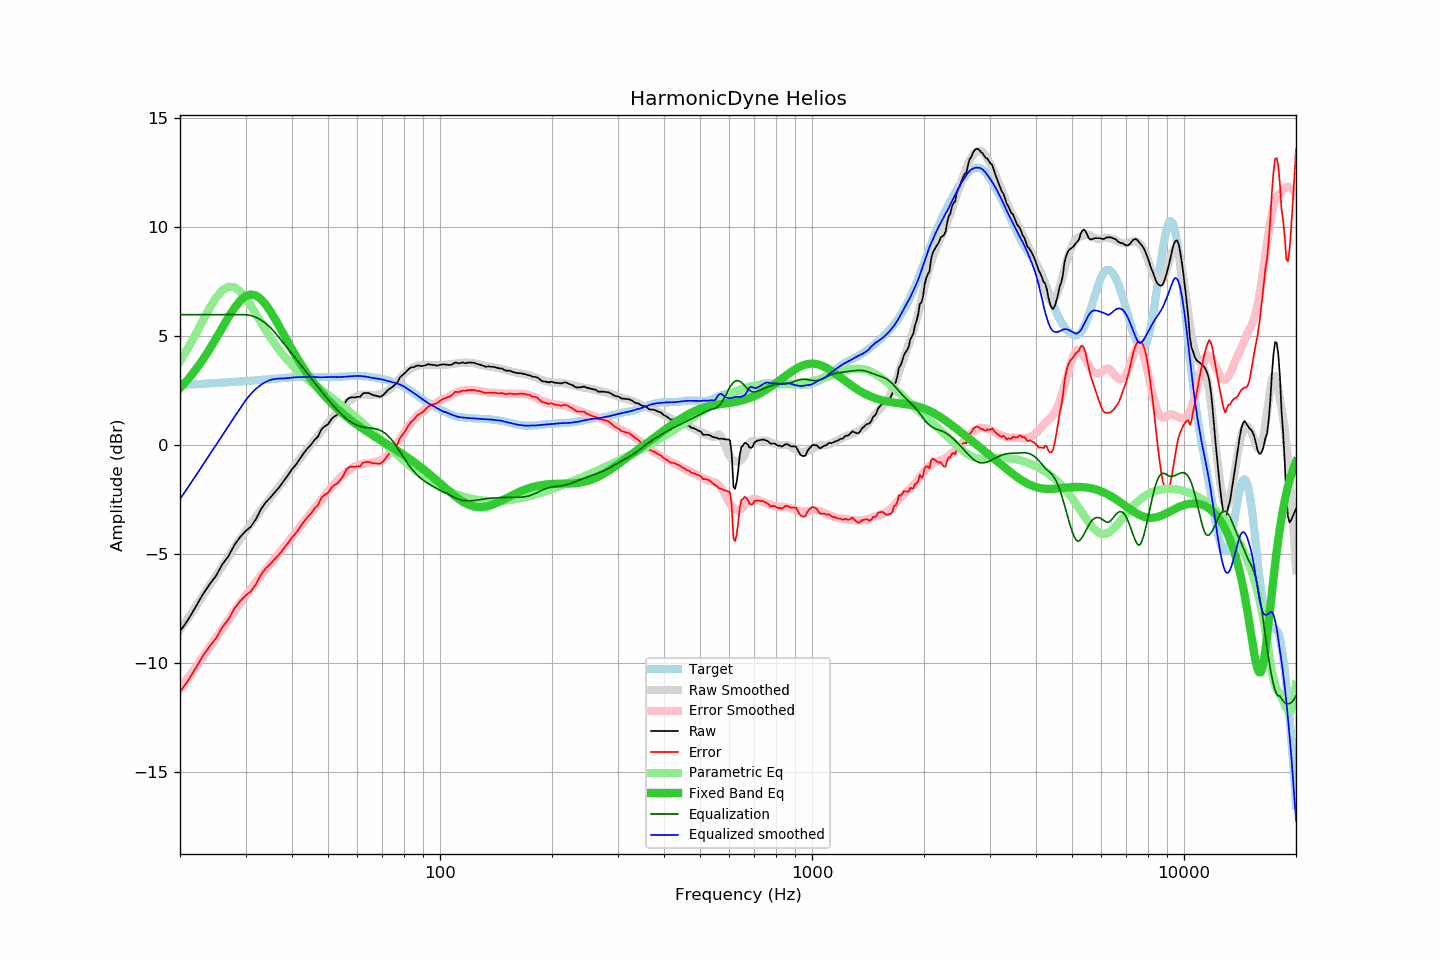 HarmonicDyne Helios
15
10
5
0
−5
−10
−15
Amplitude (dBr)
Target
Raw Smoothed
Error Smoothed
Raw
Error
Parametric Eq
Fixed Band Eq
Equalization
Equalized smoothed
100
1000
10000
Frequency (Hz)